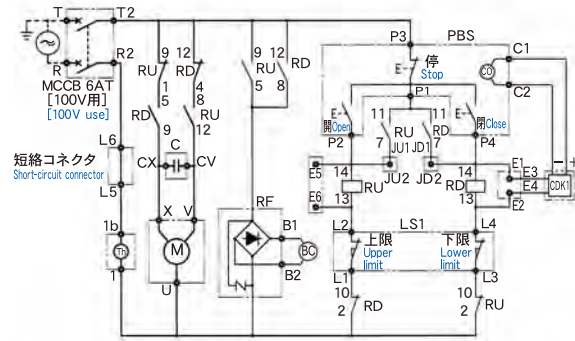 T T2
R R2
MCCB 6AT
[100V用]
[100V use]
L6
短絡コネクタ
Short-circuit connector
L5
1b
Th
1
9 12
RU RD
1 4
5 8
RD RU
9 12
C
CX CV
X V
M
U
9 12
RU RD
5 8
RF
B1
BC
B2
P3 PBS
C1
停
Stop
CO
C2
P1
開Open
閉Close
P2 P4
11 11
RU RD
7 7
JU1 JD1
E5 JU2 JD2 E1
14 14
E3
RU RD
E4
CDK1
13 13
E6 E2
L2 LS1 L4
上限
Upper
limit
下限
Lower
limit
L1 L3
10 10
RD RU
2 2